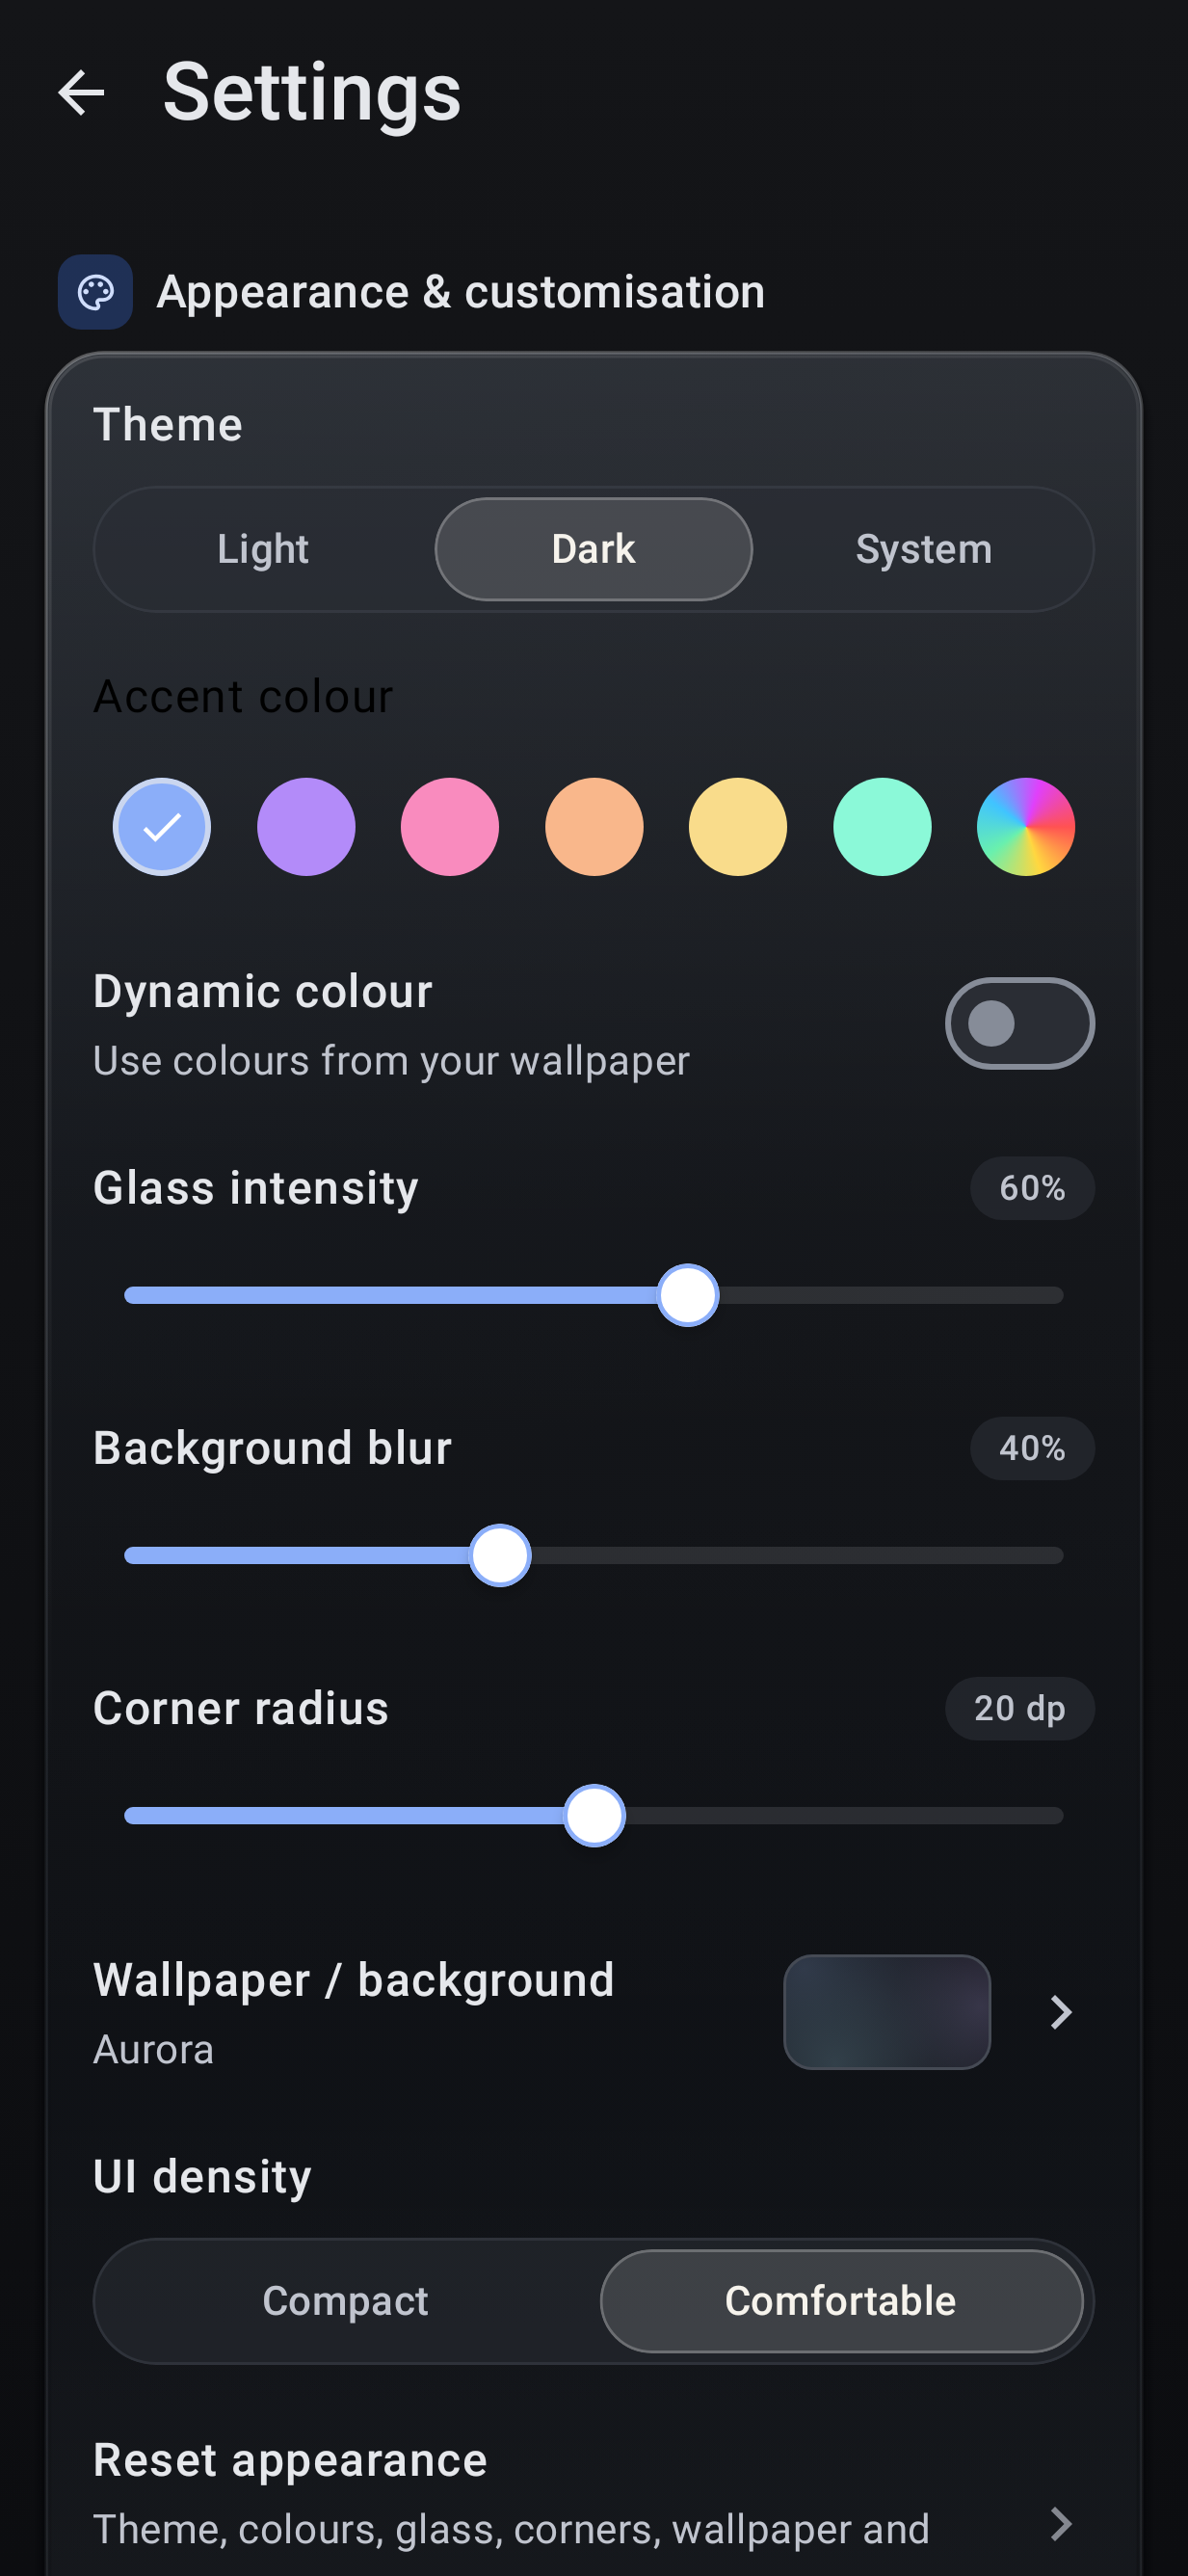 Settings
Appearance & customisation
Theme
Light Dark System
Accent colour
Dynamic colour
Use colours from your wallpaper
Glass intensity 60%
Background blur 40%
Corner radius 20 dp
Wallpaper / background
Aurora
UI density
Compact Comfortable
Reset appearance
Theme, colours, glass, corners, wallpaper and